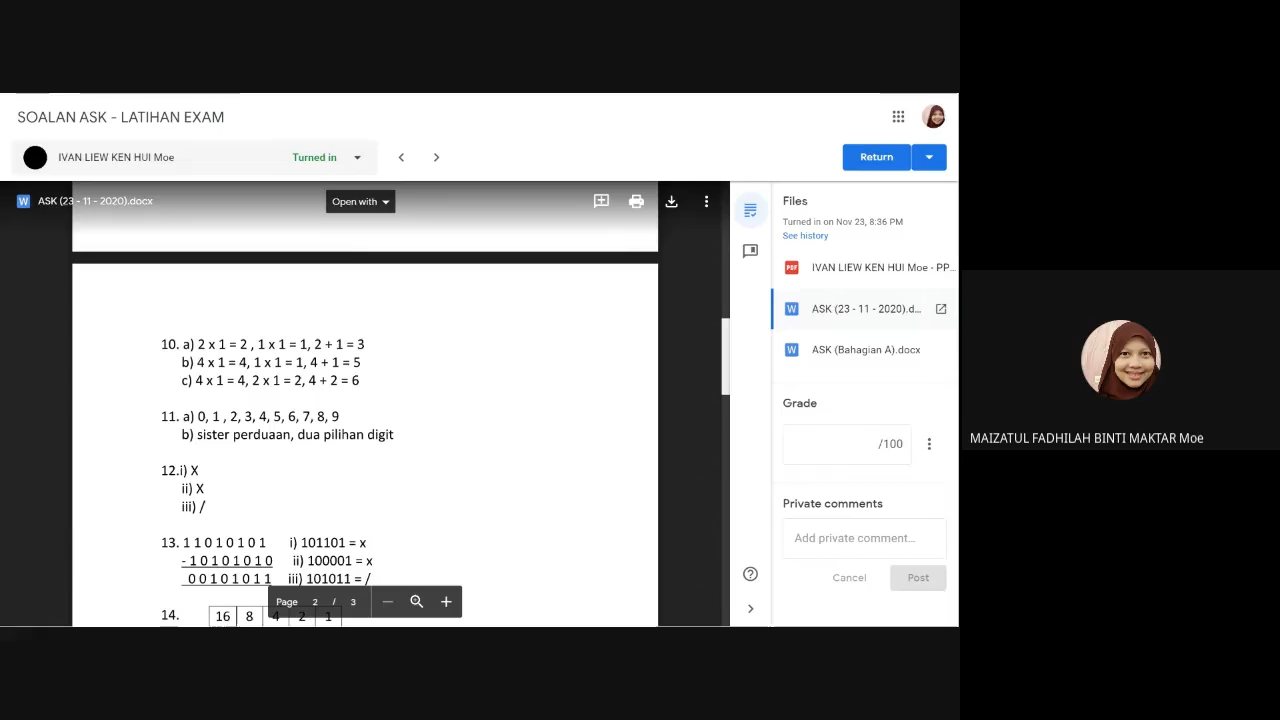 SOALAN ASK - LATIHAN EXAM
IVAN LIEW KEN HUI Moe
Turned in
Return
ASK (23 - 11 - 2020).docx
Open with
10. a) 2 x 1 = 2 , 1 x 1 = 1, 2 + 1 = 3
b) 4 x 1 = 4, 1 x 1 = 1, 4 + 1 = 5
c) 4 x 1 = 4, 2 x 1 = 2, 4 + 2 = 6
11. a) 0, 1 , 2, 3, 4, 5, 6, 7, 8, 9
b) sister perduaan, dua pilihan digit
12.i) X
ii) X
iii) /
13. 1 1 0 1 0 1 0 1 i) 101101 = x
- 1 0 1 0 1 0 1 0 ii) 100001 = x
0 0 1 0 1 0 1 1 iii) 101011 = /
14. 16 8 4 2 1
Page 2 / 3
Files
Turned in on Nov 23, 8:36 PM
See history
PDF IVAN LIEW KEN HUI Moe - PP...
W ASK (23 - 11 - 2020).d...
W ASK (Bahagian A).docx
Grade
/100
Private comments
Add private comment...
Cancel Post
MAIZATUL FADHILAH BINTI MAKTAR Moe